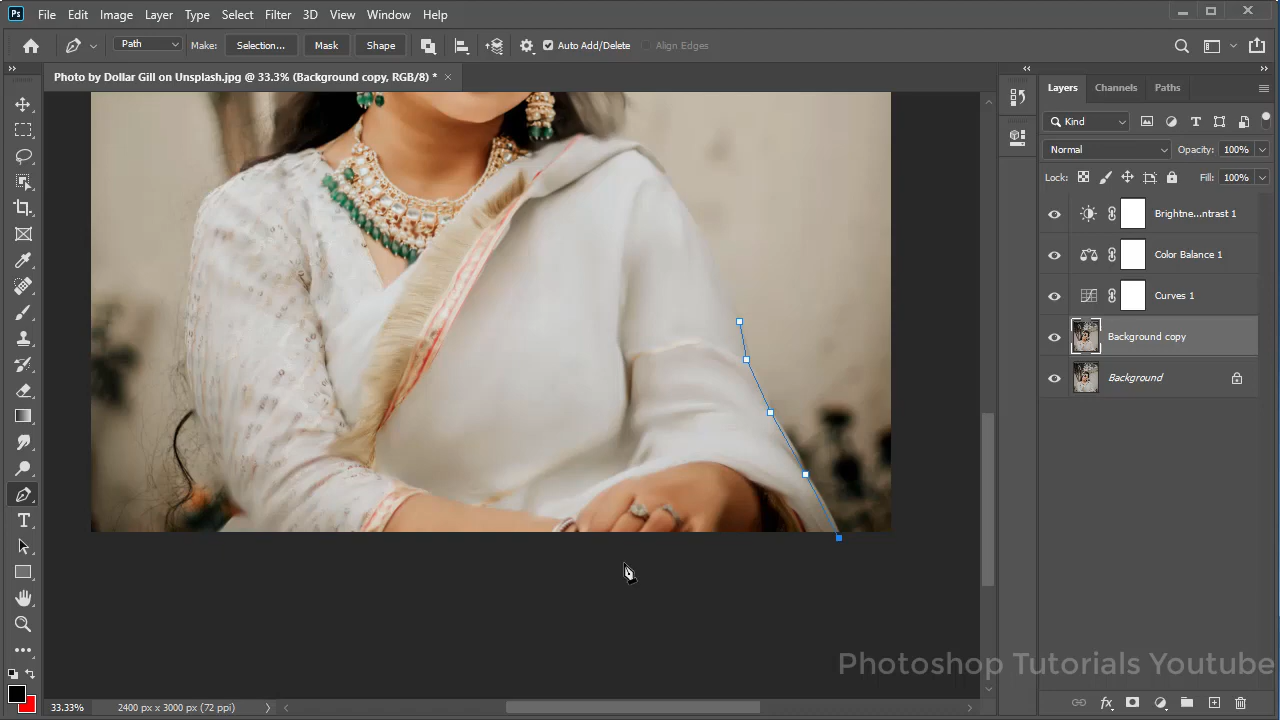 Ps File Edit Image Layer Type Select Filter 3D View Window Help
Path Make: Selection... Mask Shape Auto Add/Delete Align Edges
Photo by Dollar Gill on Unsplash.jpg @ 33.3% (Background copy, RGB/8) *
Layers Channels Paths
Kind
Normal Opacity: 100%
Lock: Fill: 100%
Brightne...ntrast 1
Color Balance 1
Curves 1
Background copy
Background
Photoshop Tutorials Youtube
33.33% 2400 px x 3000 px (72 ppi)